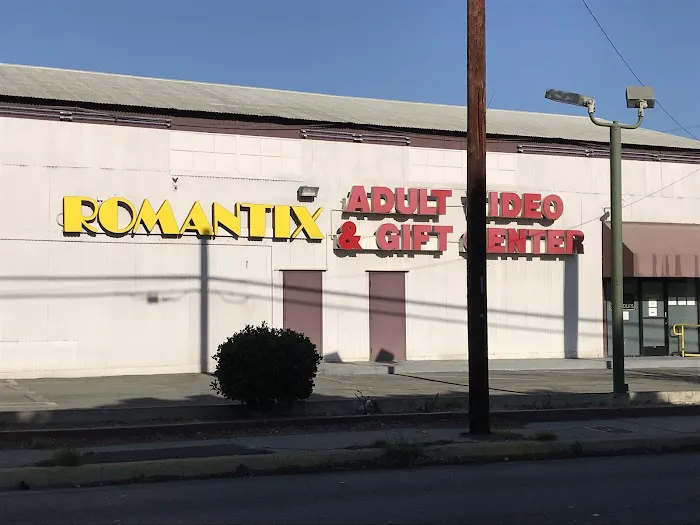 ROMANTIX
ADULT VIDEO
& GIFT CENTER